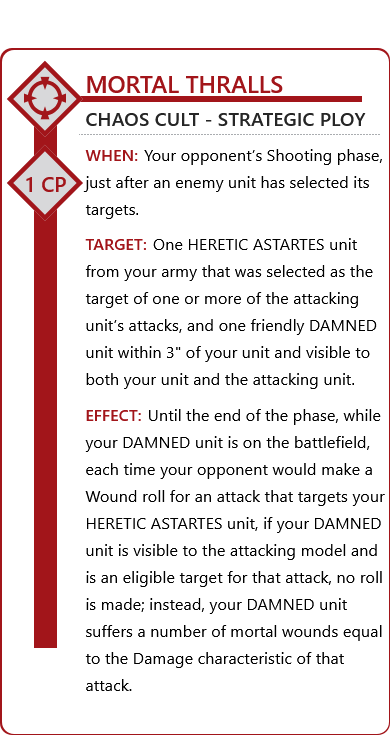 MORTAL THRALLS
CHAOS CULT - STRATEGIC PLOY
1 CP
WHEN: Your opponent’s Shooting phase,
just after an enemy unit has selected its
targets.
TARGET: One HERETIC ASTARTES unit
from your army that was selected as the
target of one or more of the attacking
unit’s attacks, and one friendly DAMNED
unit within 3" of your unit and visible to
both your unit and the attacking unit.
EFFECT: Until the end of the phase, while
your DAMNED unit is on the battlefield,
each time your opponent would make a
Wound roll for an attack that targets your
HERETIC ASTARTES unit, if your DAMNED
unit is visible to the attacking model and
is an eligible target for that attack, no roll
is made; instead, your DAMNED unit
suffers a number of mortal wounds equal
to the Damage characteristic of that
attack.